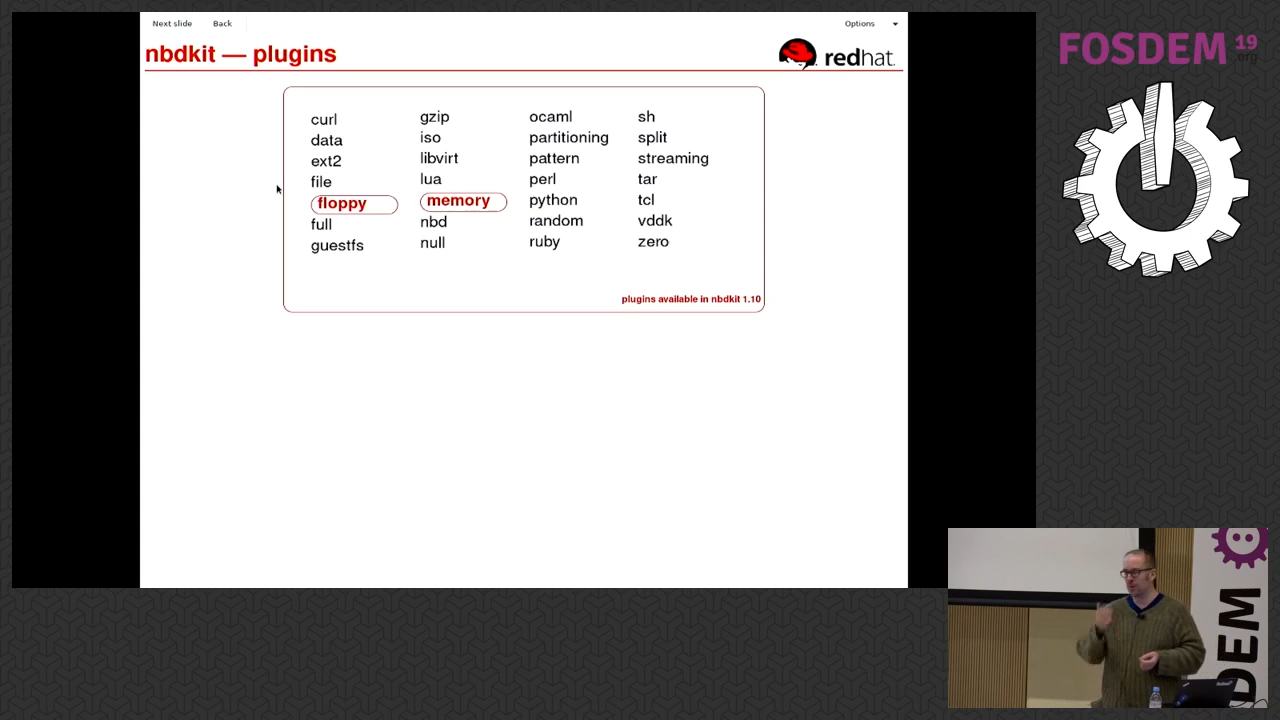 Next slide Back Options
nbdkit — plugins
redhat.
FOSDEM 19
.org
curl
data
ext2
file
floppy
full
guestfs
gzip
iso
libvirt
lua
memory
nbd
null
ocaml
partitioning
pattern
perl
python
random
ruby
sh
split
streaming
tar
tcl
vddk
zero
plugins available in nbdkit 1.10
DEM